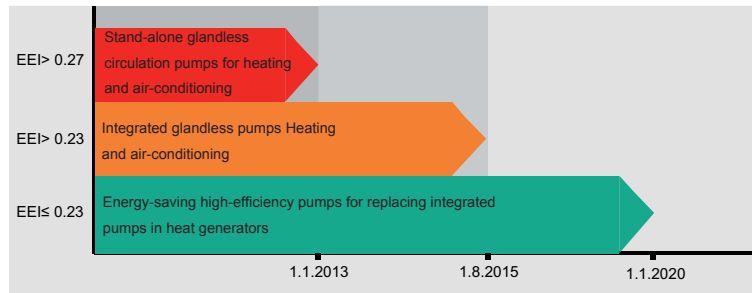 EEI> 0.27
Stand-alone glandless
circulation pumps for heating
and air-conditioning
EEI> 0.23
Integrated glandless pumps Heating
and air-conditioning
EEI≤ 0.23
Energy-saving high-efficiency pumps for replacing integrated
pumps in heat generators
1.1.2013
1.8.2015
1.1.2020